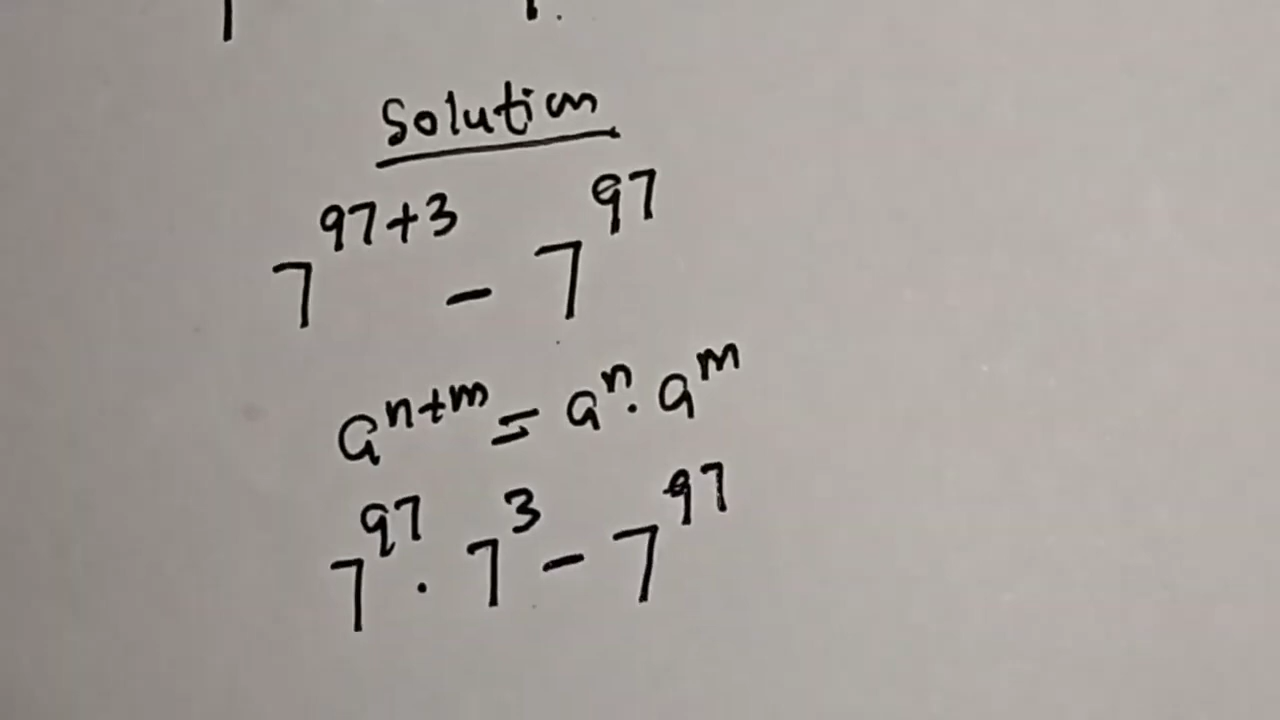 Solution
7^{97+3} - 7^{97}
a^{n+m} = a^n · a^m
7^{97} · 7^3 - 7^{97}